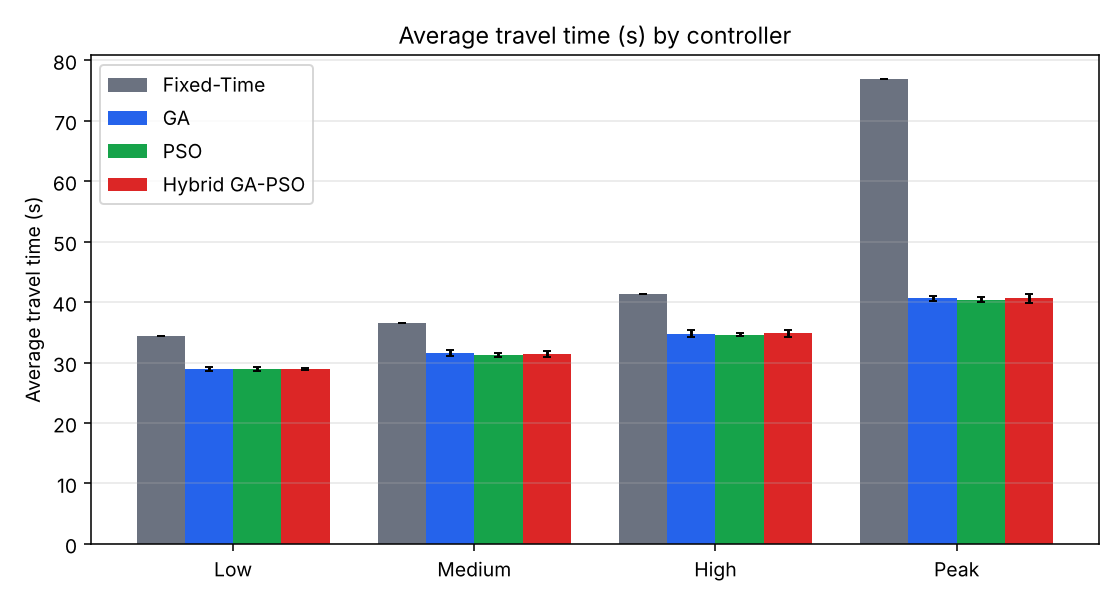 Average travel time (s) by controller
Fixed-Time
GA
PSO
Hybrid GA-PSO
Average travel time (s)
80
70
60
50
40
30
20
10
0
Low
Medium
High
Peak